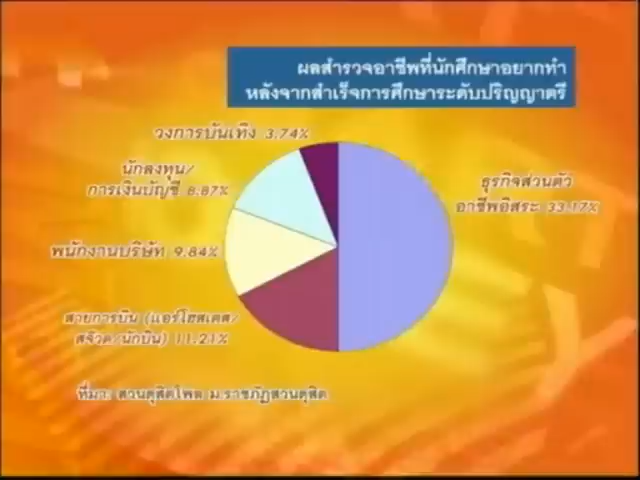 ผลสำรวจอาชีพที่นักศึกษาอยากทำ
หลังจากสำเร็จการศึกษาระดับปริญญาตรี
วงการบันเทิง 3.74%
นักลงทุน/
การเงินบัญชี 8.87%
ธุรกิจส่วนตัว
อาชีพอิสระ 33.17%
พนักงานบริษัท 9.84%
สายการบิน (แอร์โฮสเตส/
สจ๊วต/นักบิน) 11.21%
ที่มา: สวนดุสิตโพล ม.ราชภัฏสวนดุสิต